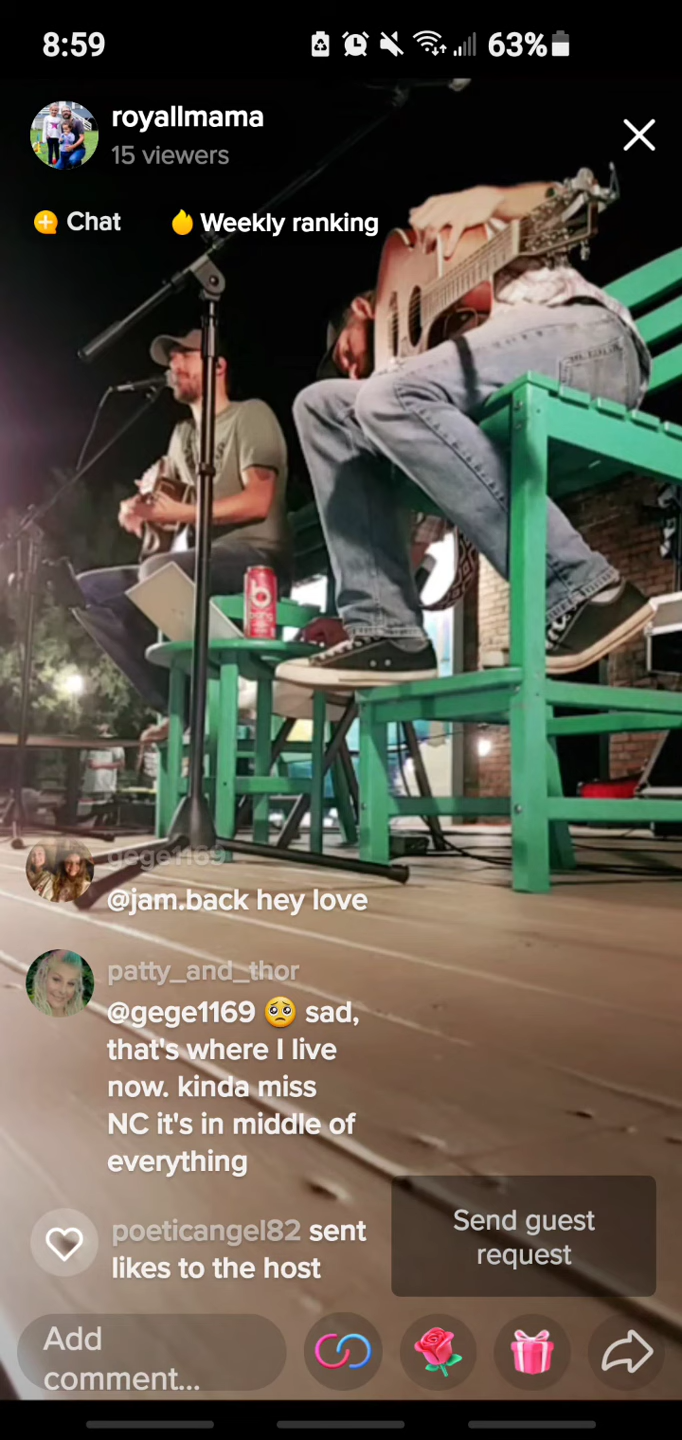 8:59
63%
royallmama
15 viewers
Chat
Weekly ranking
gege1169
@jam.back hey love
patty_and_thor
@gege1169 🥺 sad,
that's where I live
now. kinda miss
NC it's in middle of
everything
poeticangel82 sent
likes to the host
Send guest
request
Add
comment...